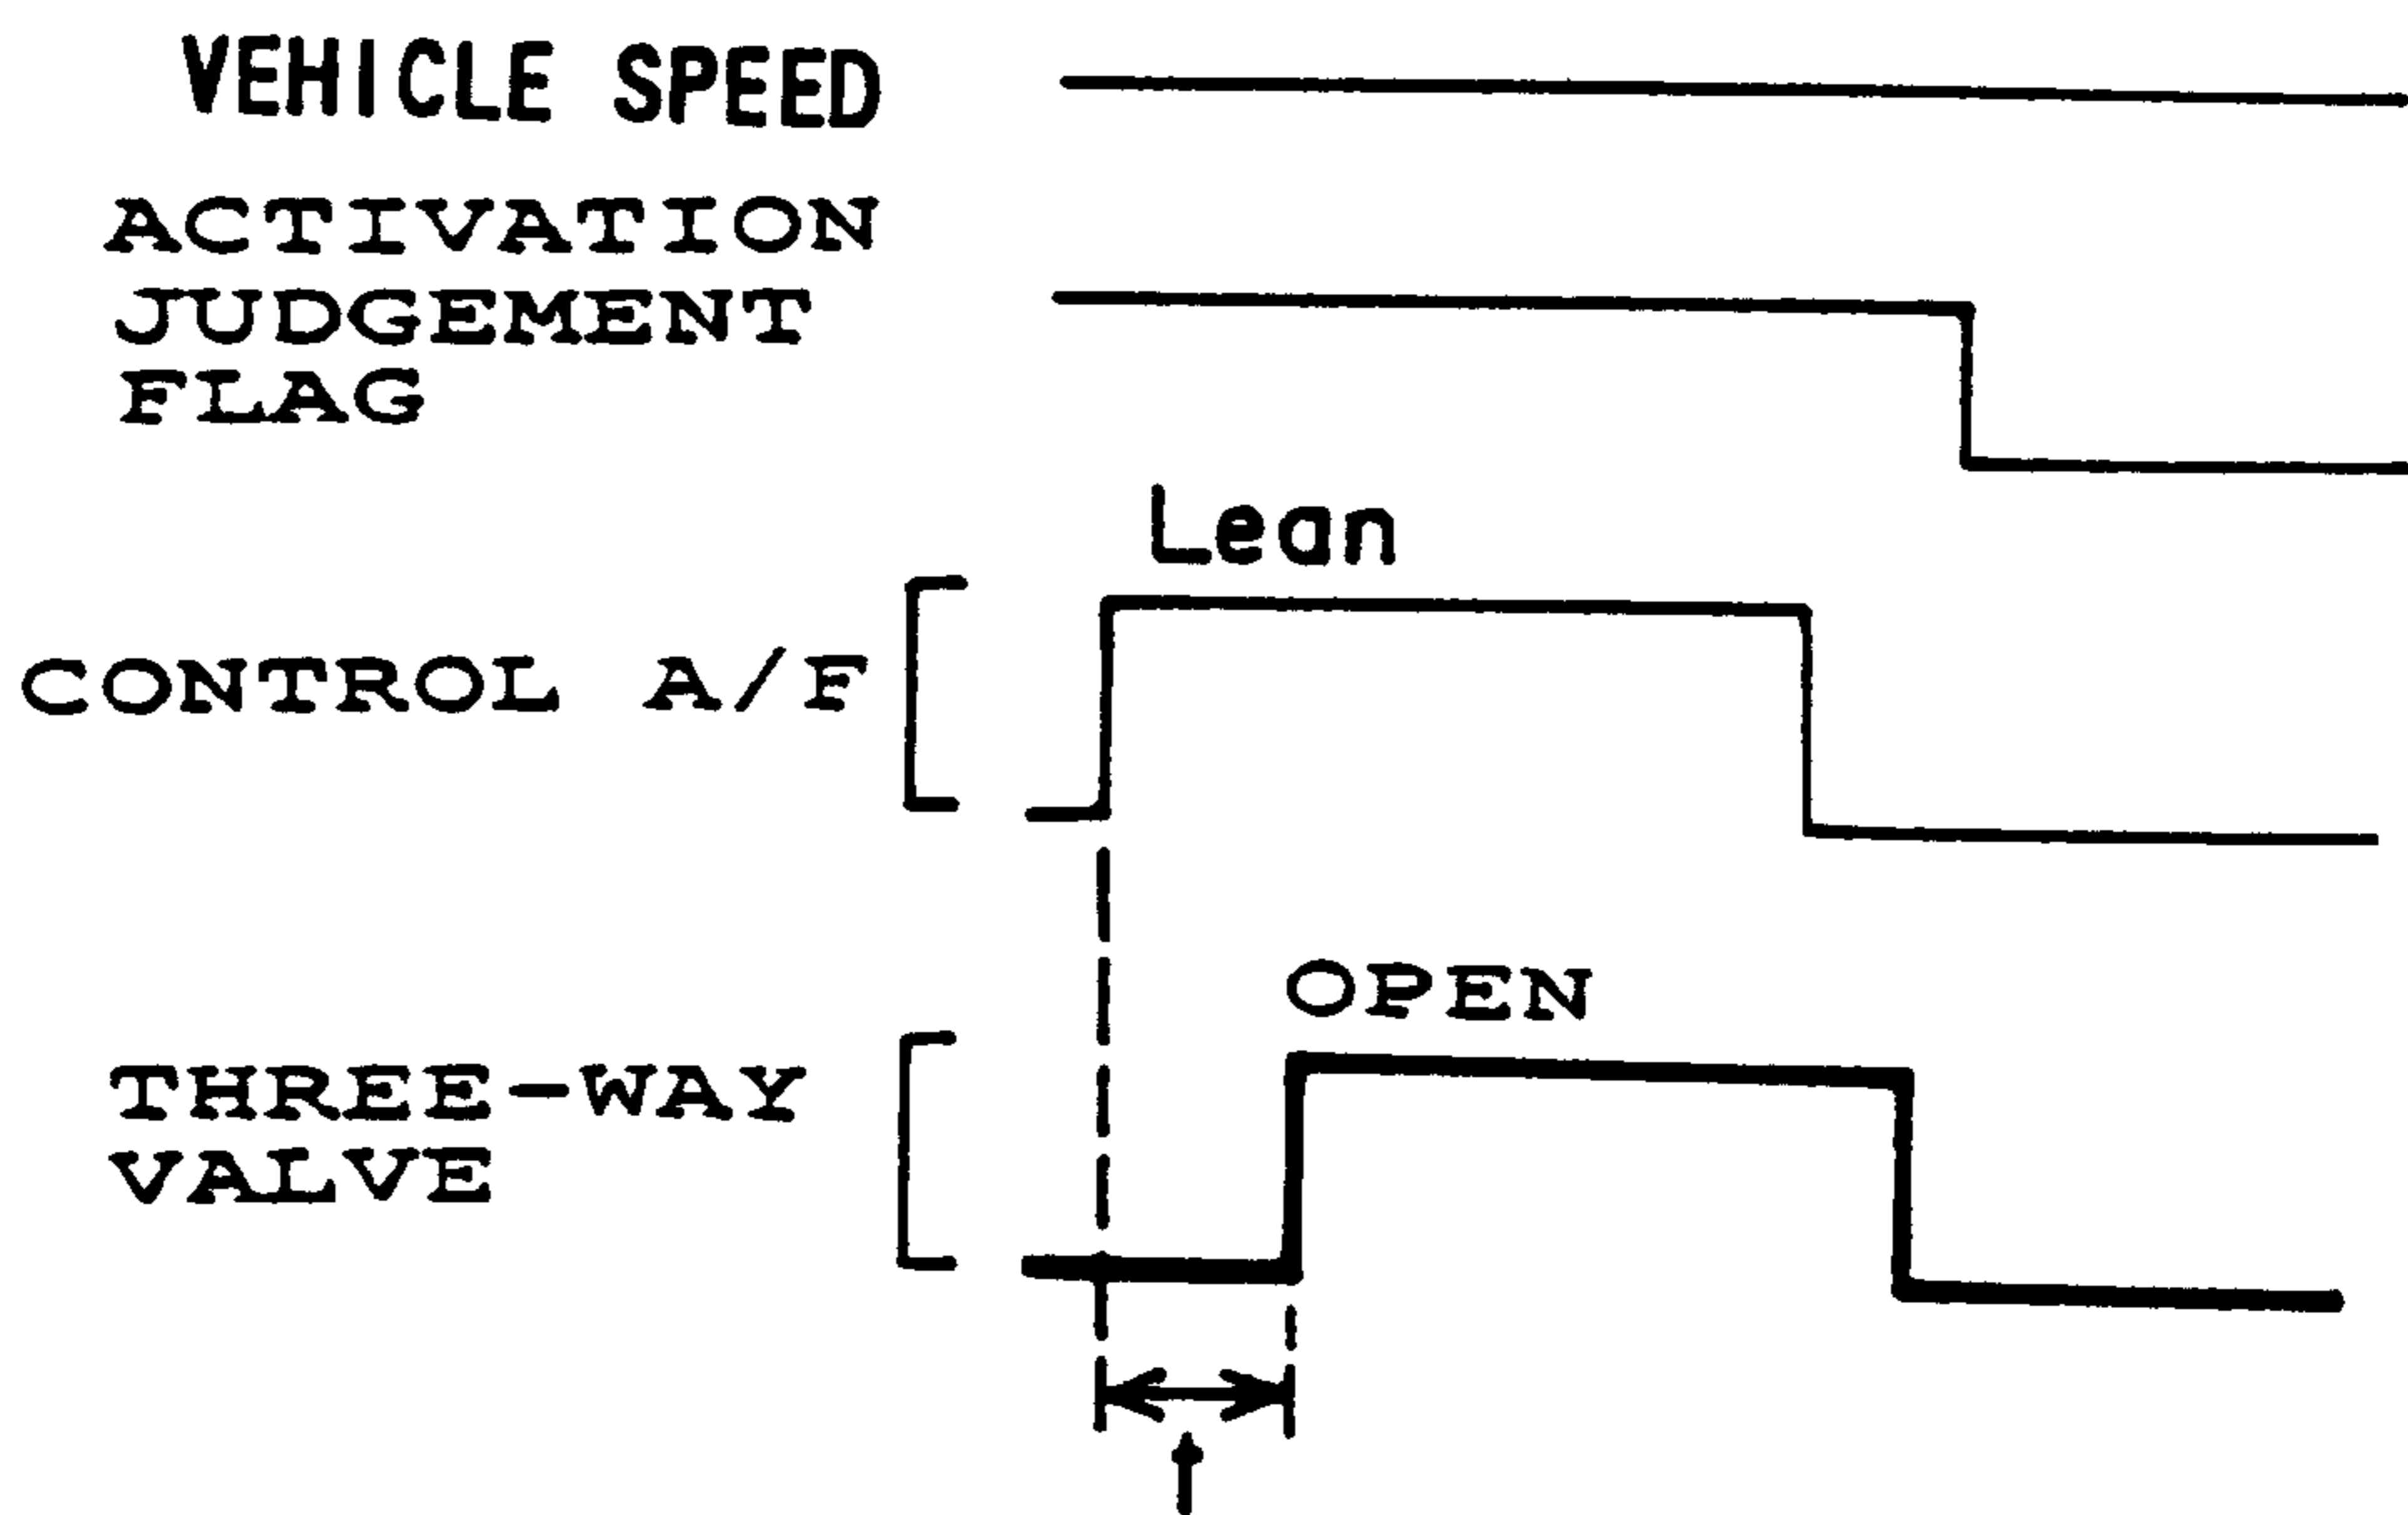 VEHICLE SPEED
ACTIVATION
JUDGEMENT
FLAG
Lean
CONTROL A/F
OPEN
THREE-WAY
VALVE